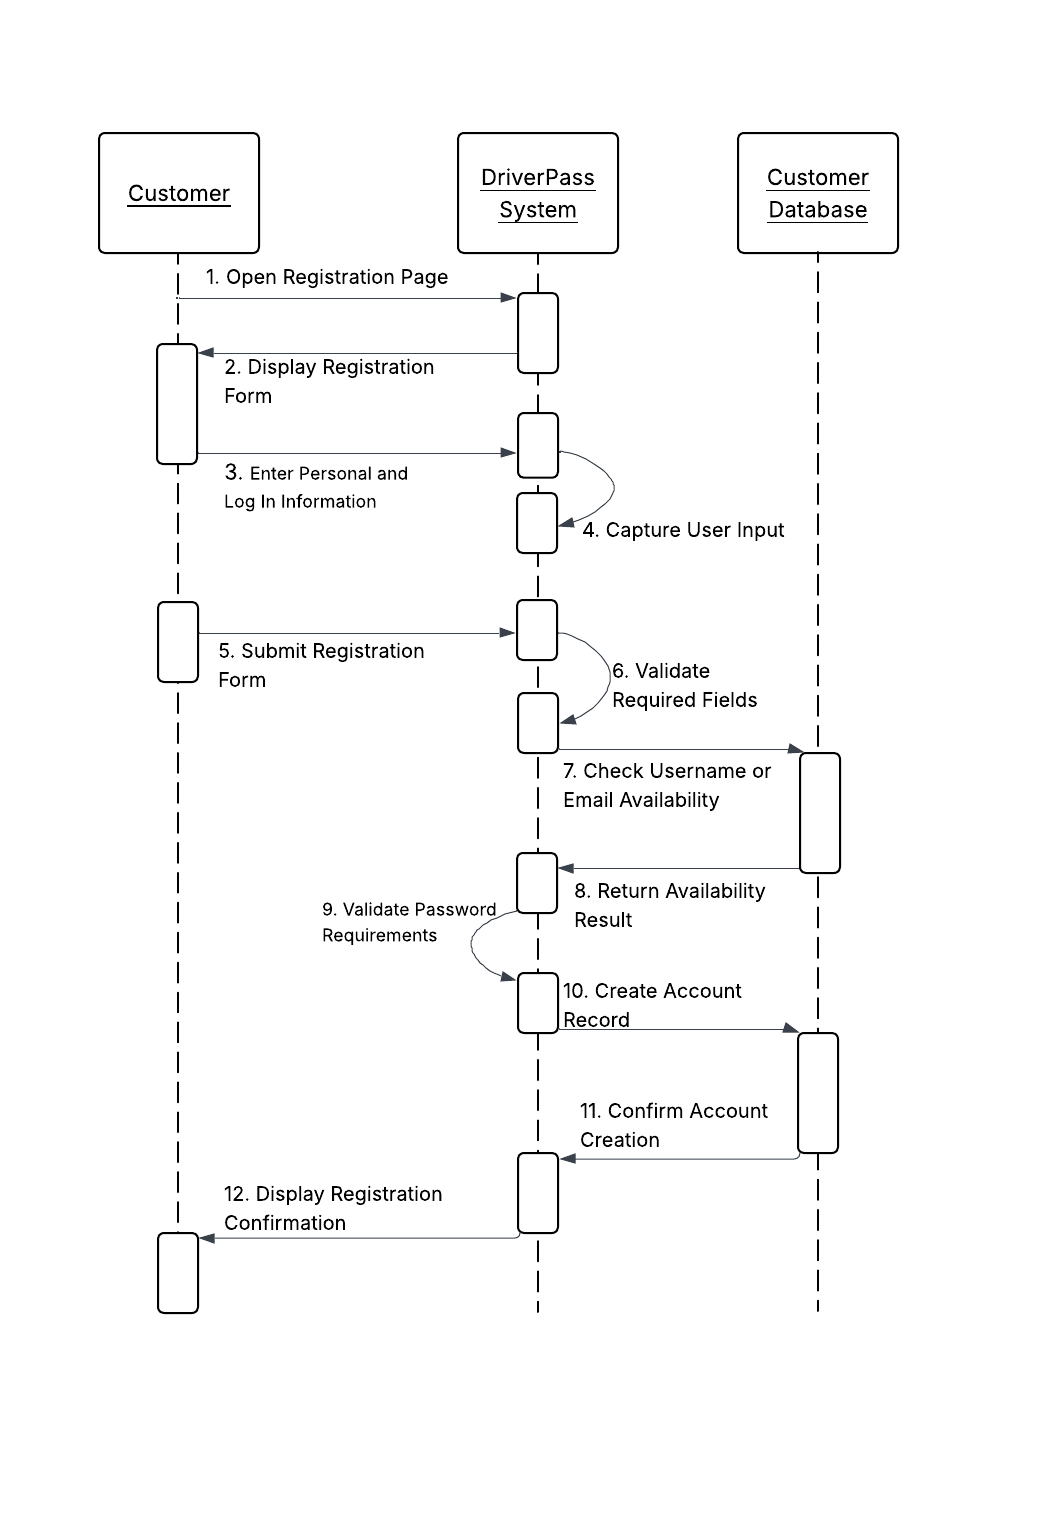 Customer
DriverPass
System
Customer
Database
1. Open Registration Page
2. Display Registration
Form
3. Enter Personal and
Log In Information
4. Capture User Input
5. Submit Registration
Form
6. Validate
Required Fields
7. Check Username or
Email Availability
8. Return Availability
Result
9. Validate Password
Requirements
10. Create Account
Record
11. Confirm Account
Creation
12. Display Registration
Confirmation